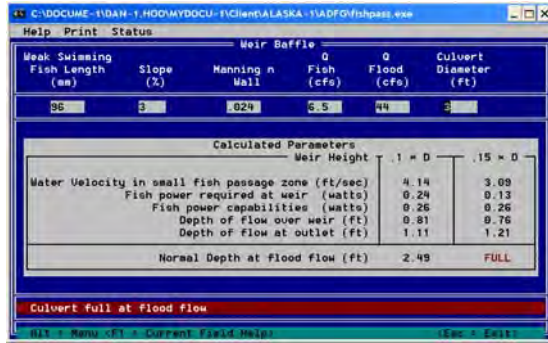 C:\DOCUME~1\DAN-1.HOO\MYDOCU~1\Client\ALASKA~1\ADFG\fishpass.exe
Help Print Status
Weir Baffle
Weak Swimming Q Q Culvert
Fish Length Slope Manning n Fish Flood Diameter
(mm) (%) Wall (cfs) (cfs) (ft)
96 3 .024 6.5 44
Calculated Parameters
Weir Height .1 * D .15 * D
Water Velocity in small fish passage zone (ft/sec) 4.14 3.09
Fish power required at weir (watts) 0.24 0.13
Fish power capabilities (watts) 0.26 0.26
Depth of flow over weir (ft) 0.81 0.76
Depth of flow at outlet (ft) 1.11 1.21
Normal Depth at flood flow (ft) 2.49 FULL
Culvert full at flood flow
Alt = Menu <F1 = Current Field Help> <Esc = Exit>